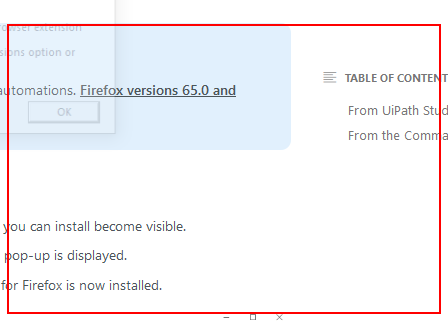 browser extension
sions option or
automations. Firefox versions 65.0 and
OK
TABLE OF CONTENT
From UiPath Stud
From the Comma
you can install become visible.
pop-up is displayed.
for Firefox is now installed.